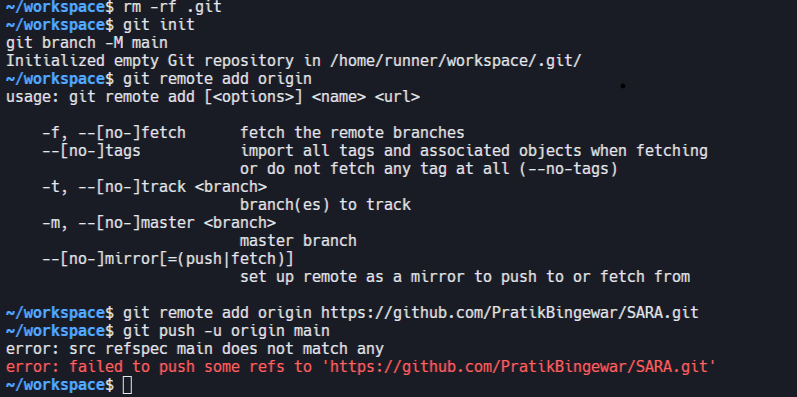 ~/workspace$ rm -rf .git
~/workspace$ git init
git branch -M main
Initialized empty Git repository in /home/runner/workspace/.git/
~/workspace$ git remote add origin
usage: git remote add [<options>] <name> <url>
-f, --[no-]fetch fetch the remote branches
--[no-]tags import all tags and associated objects when fetching
or do not fetch any tag at all (--no-tags)
-t, --[no-]track <branch>
branch(es) to track
-m, --[no-]master <branch>
master branch
--[no-]mirror[=(push|fetch)]
set up remote as a mirror to push to or fetch from
~/workspace$ git remote add origin https://github.com/PratikBingewar/SARA.git
~/workspace$ git push -u origin main
error: src refspec main does not match any
error: failed to push some refs to 'https://github.com/PratikBingewar/SARA.git'
~/workspace$